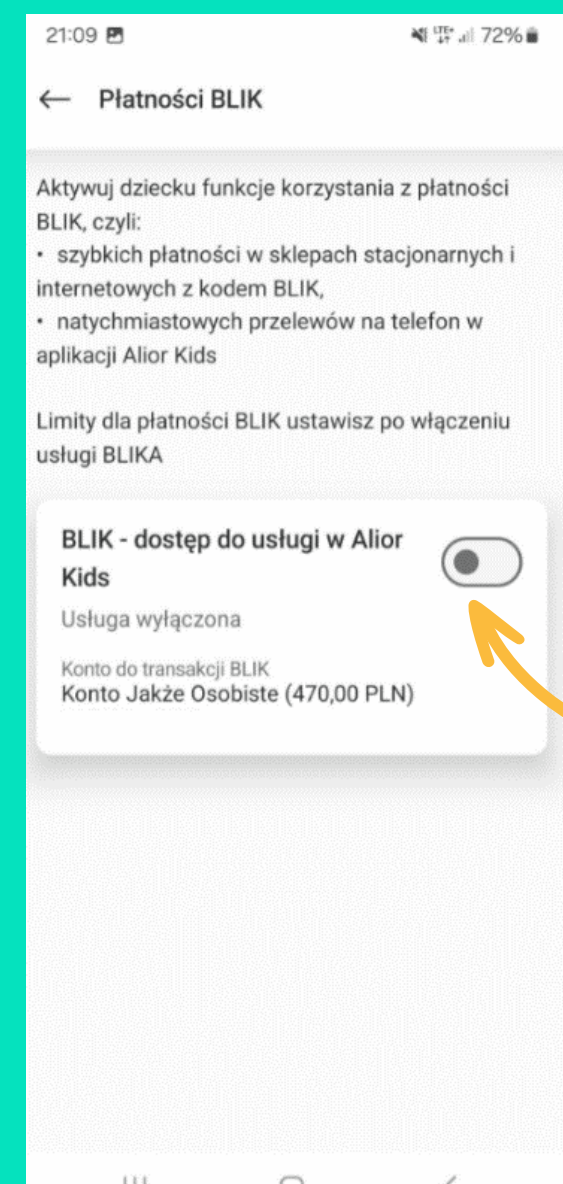 21:09 LTE+ 72%
Płatności BLIK
Aktywuj dziecku funkcje korzystania z płatności
BLIK, czyli:
• szybkich płatności w sklepach stacjonarnych i
internetowych z kodem BLIK,
• natychmiastowych przelewów na telefon w
aplikacji Alior Kids
Limity dla płatności BLIK ustawisz po włączeniu
usługi BLIKA
BLIK - dostęp do usługi w Alior
Kids
Usługa wyłączona
Konto do transakcji BLIK
Konto Jakże Osobiste (470,00 PLN)